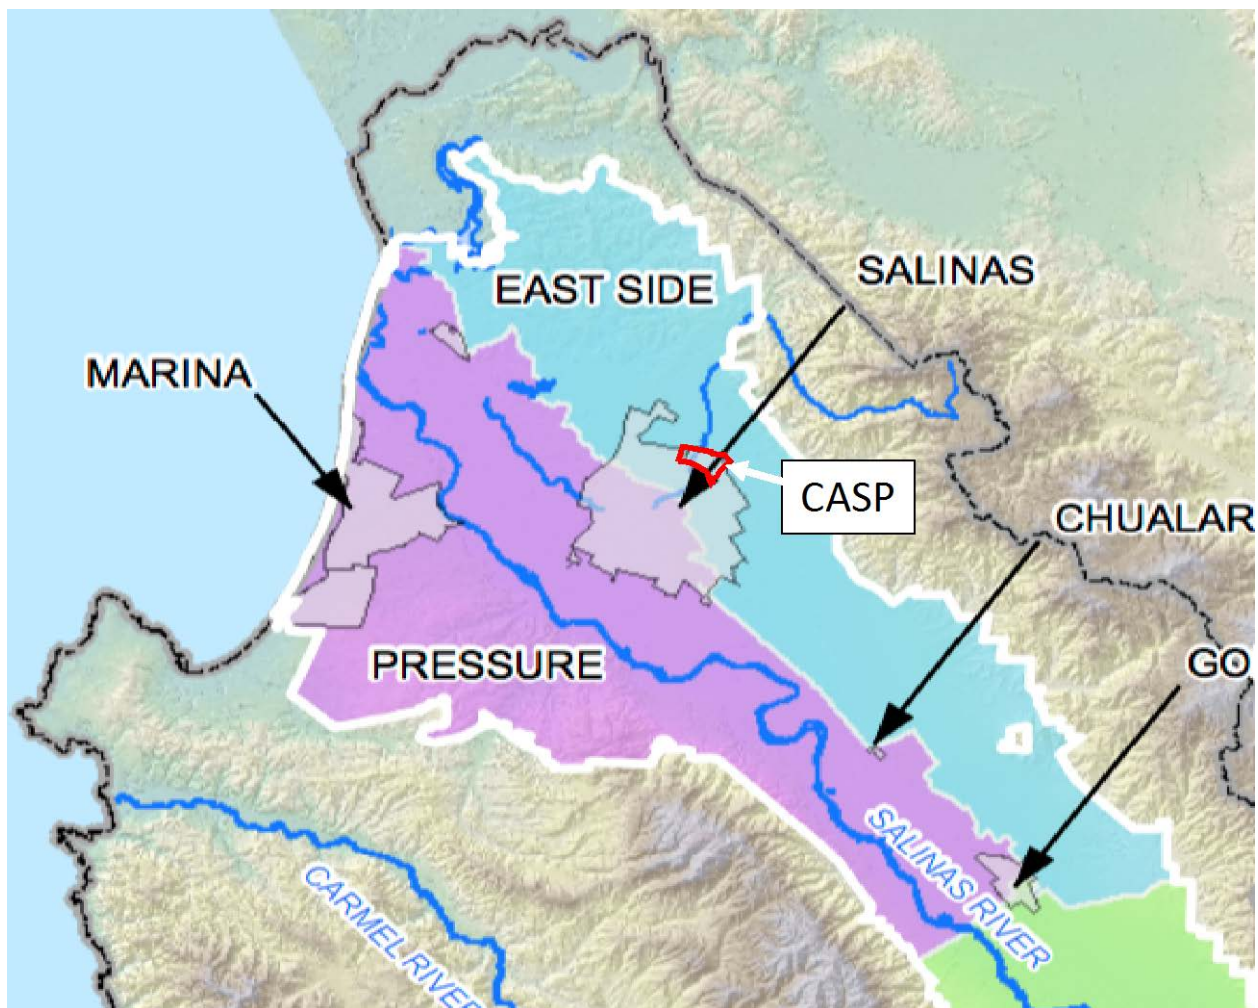 SALINAS
EAST SIDE
MARINA
CASP
CHUALAR
PRESSURE
GO
SALINAS RIVER
CARMEL RIVER